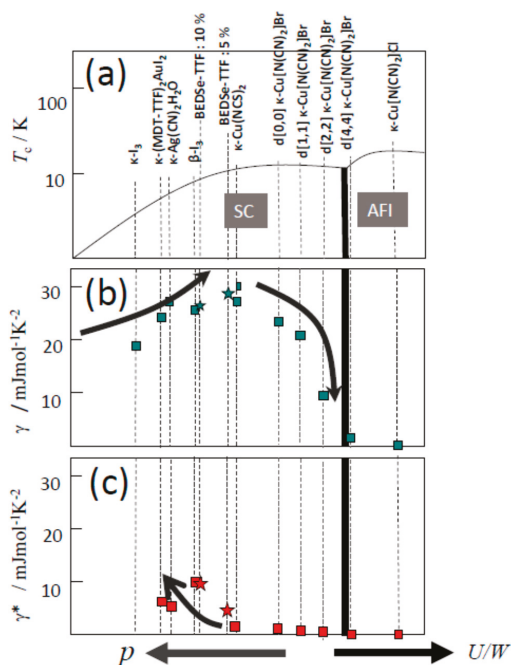 (a)
T_c / K
100
10
κ-I₃
κ-(MDT-TTF)₂AuI₂
κ-Ag(CN)₂H₂O
β-I₃
BEDSe-TTF : 10 %
BEDSe-TTF : 5 %
κ-Cu(NCS)₂
d[0,0] κ-Cu[N(CN)₂]Br
d[1,1] κ-Cu[N(CN)₂]Br
d[2,2] κ-Cu[N(CN)₂]Br
d[4,4] κ-Cu[N(CN)₂]Br
κ-Cu[N(CN)₂]Cl
SC
AFI
(b)
γ / mJmol⁻¹K⁻²
30
20
10
(c)
γ* / mJmol⁻¹K⁻²
30
20
10
p
U/W